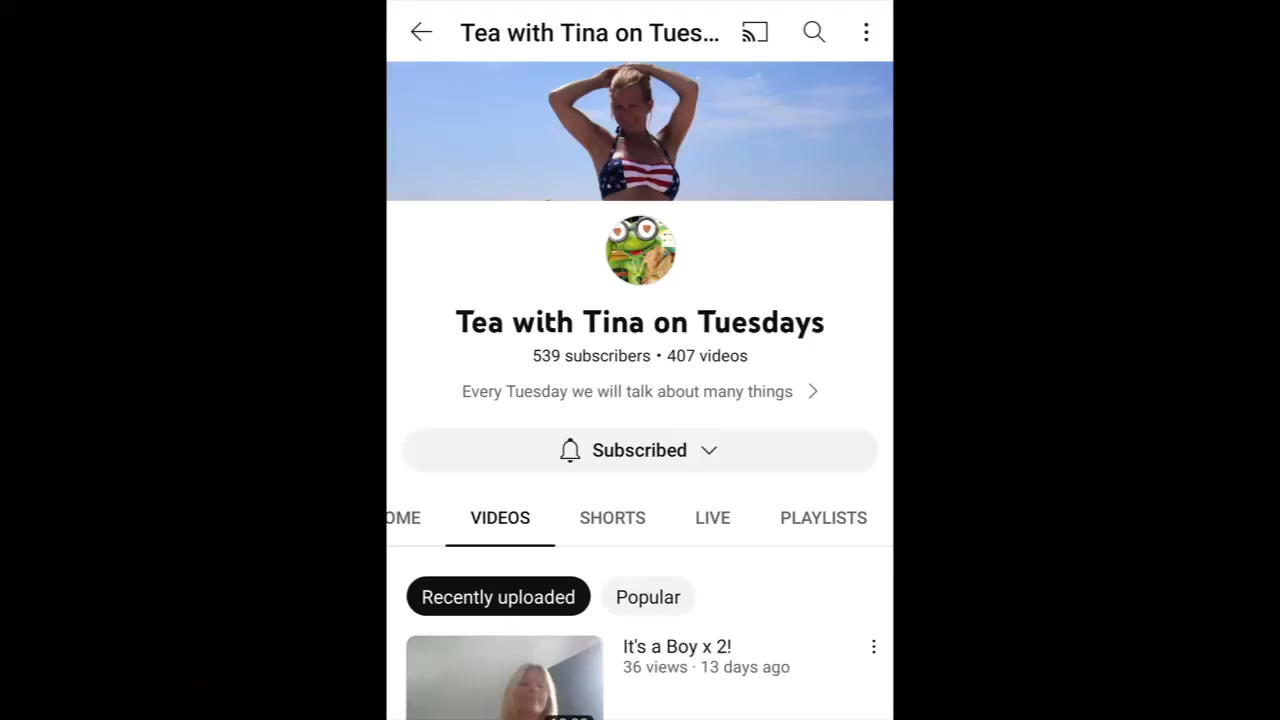 Tea with Tina on Tues...
Tea with Tina on Tuesdays
539 subscribers • 407 videos
Every Tuesday we will talk about many things
Subscribed
OME VIDEOS SHORTS LIVE PLAYLISTS
Recently uploaded Popular
It's a Boy x 2!
36 views · 13 days ago